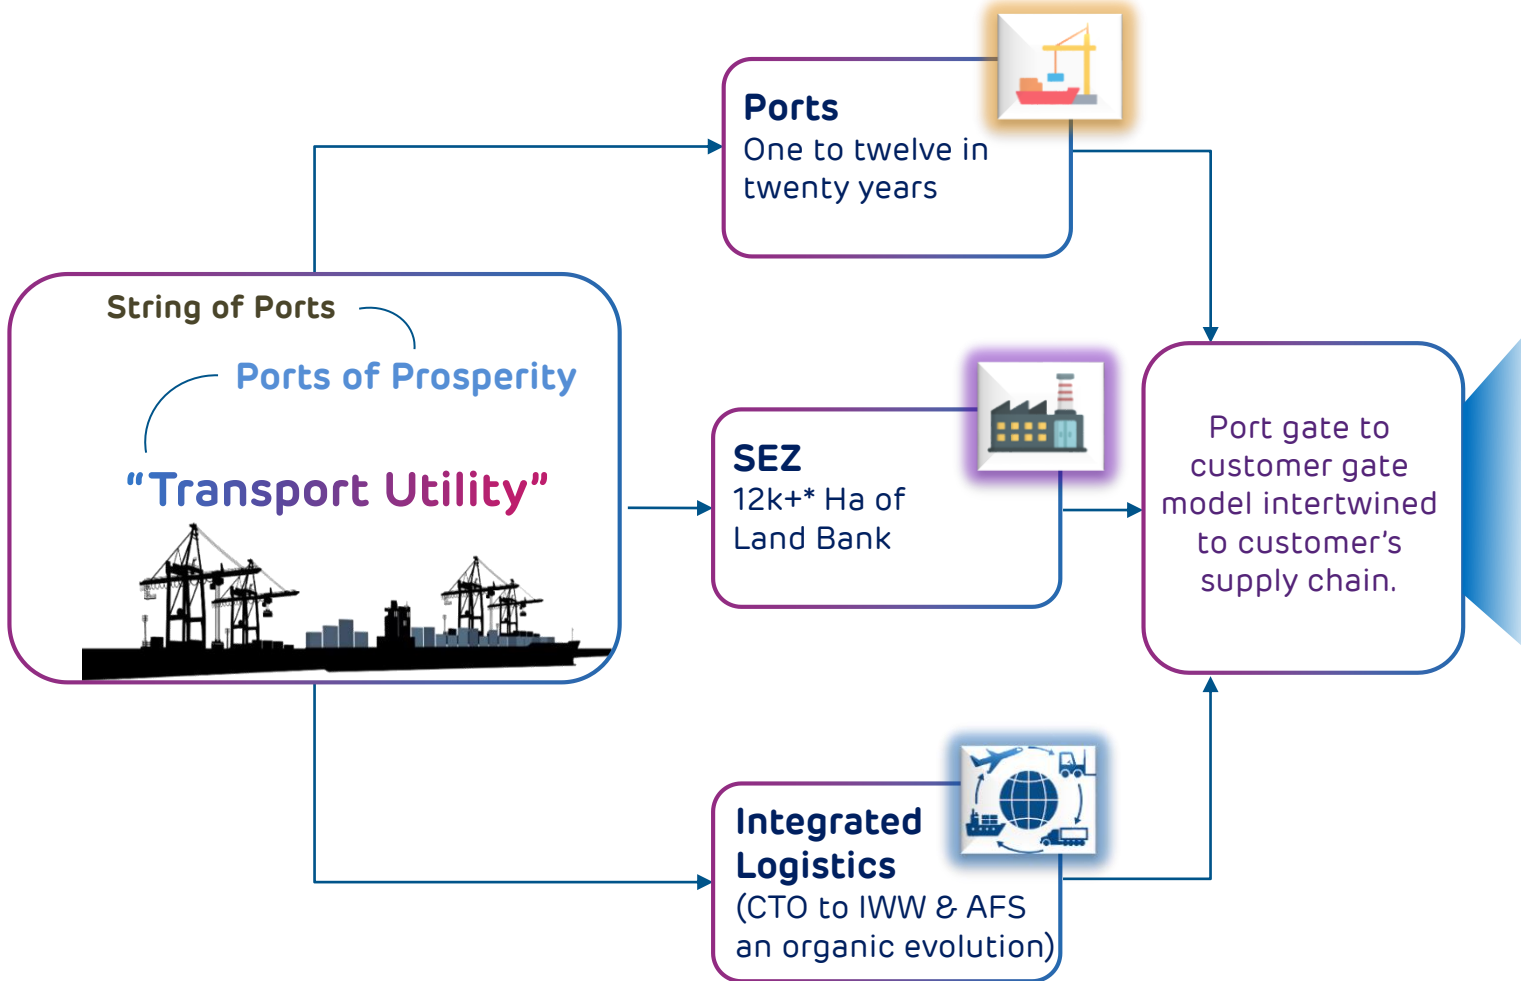 String of Ports
Ports of Prosperity
“Transport Utility”
Ports
One to twelve in
twenty years
SEZ
12k+* Ha of
Land Bank
Integrated
Logistics
(CTO to IWW & AFS
an organic evolution)
Port gate to
customer gate
model intertwined
to customer’s
supply chain.